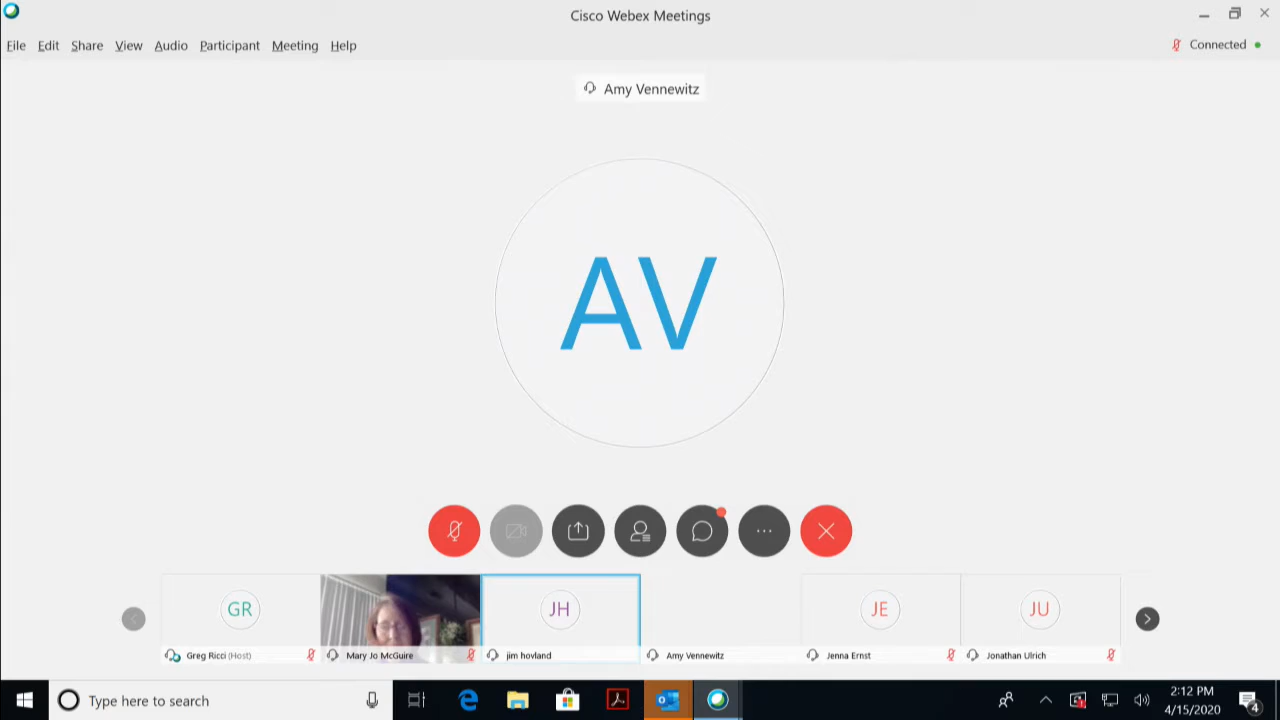 Cisco Webex Meetings
File Edit Share View Audio Participant Meeting Help
Connected
Amy Vennewitz
AV
GR
JH
JE
JU
Greg Ricci (Host)
Mary Jo McGuire
jim hovland
Amy Vennewitz
Jenna Ernst
Jonathan Ulrich
Type here to search
2:12 PM
4/15/2020
4